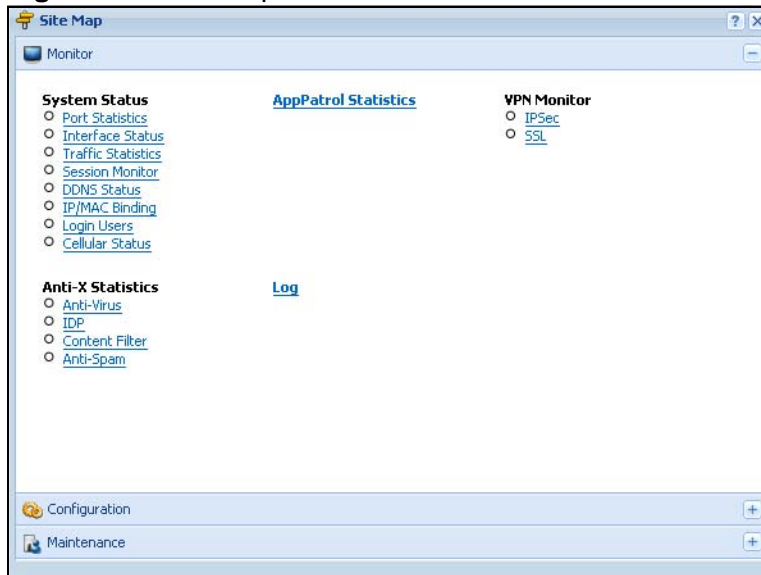 Site Map
Monitor
System Status
Port Statistics
Interface Status
Traffic Statistics
Session Monitor
DDNS Status
IP/MAC Binding
Login Users
Cellular Status
AppPatrol Statistics
VPN Monitor
IPSec
SSL
Anti-X Statistics
Anti-Virus
IDP
Content Filter
Anti-Spam
Log
Configuration
Maintenance